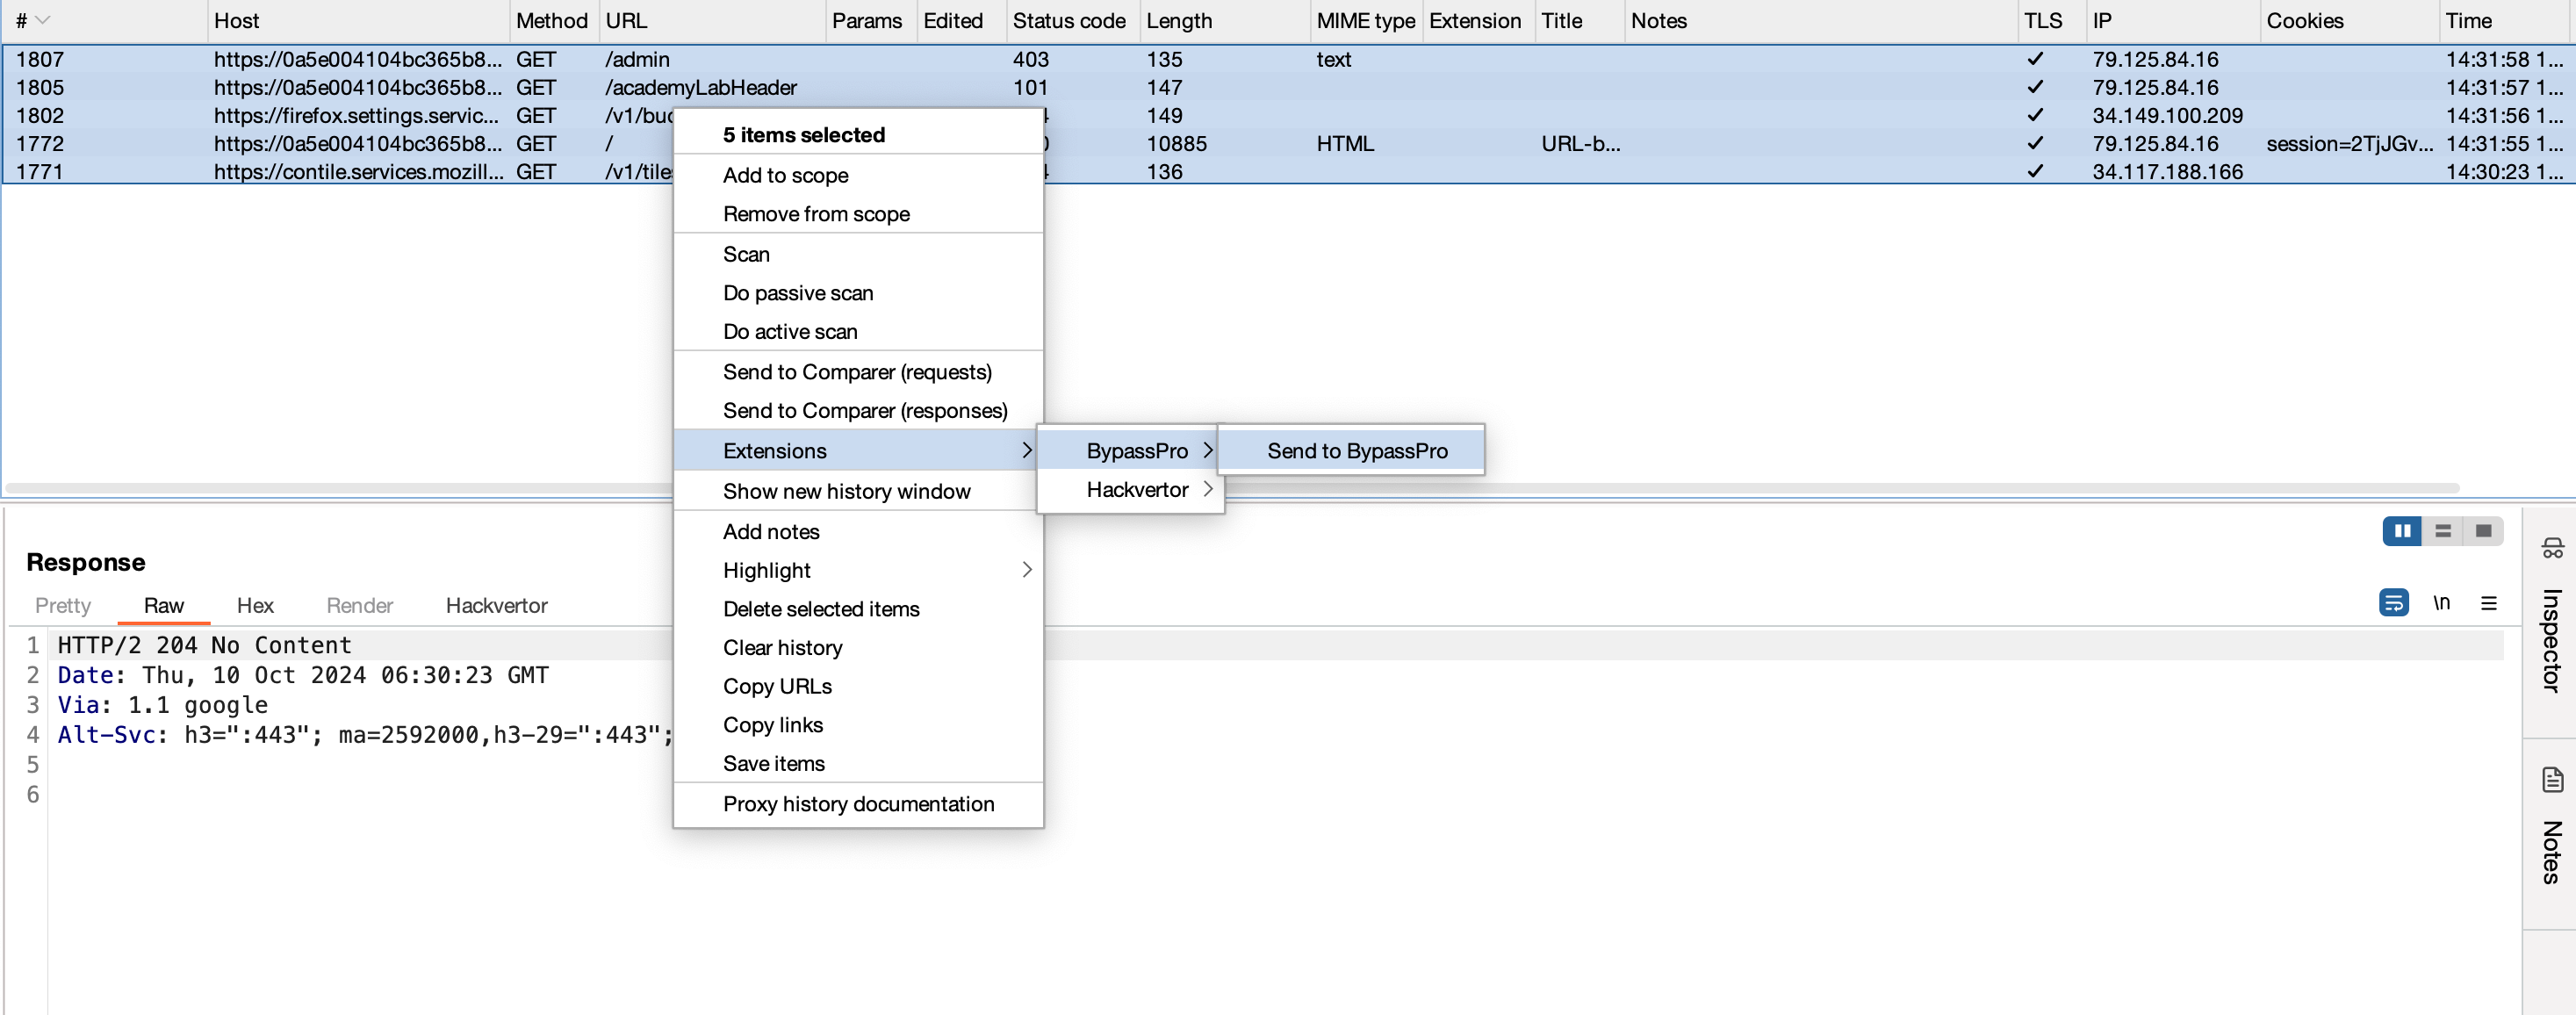 # Host Method URL Params Edited Status code Length MIME type Extension Title Notes TLS IP Cookies Time
1807 https://0a5e004104bc365b8... GET /admin 403 135 text ✓ 79.125.84.16 14:31:58 1...
1805 https://0a5e004104bc365b8... GET /academyLabHeader 101 147 ✓ 79.125.84.16 14:31:57 1...
1802 https://firefox.settings.servic... GET /v1/buc 149 ✓ 34.149.100.209 14:31:56 1...
1772 https://0a5e004104bc365b8... GET / 10885 HTML URL-b... ✓ 79.125.84.16 session=2TjJGv... 14:31:55 1...
1771 https://contile.services.mozill... GET /v1/tile 136 ✓ 34.117.188.166 14:30:23 1...
5 items selected
Add to scope
Remove from scope
Scan
Do passive scan
Do active scan
Send to Comparer (requests)
Send to Comparer (responses)
Extensions
BypassPro
Send to BypassPro
Hackvertor
Show new history window
Add notes
Highlight
Delete selected items
Clear history
Copy URLs
Copy links
Save items
Proxy history documentation
Response
Pretty Raw Hex Render Hackvertor
\n
1 HTTP/2 204 No Content
2 Date: Thu, 10 Oct 2024 06:30:23 GMT
3 Via: 1.1 google
4 Alt-Svc: h3=":443"; ma=2592000,h3-29=":443";
5
6
Inspector
Notes